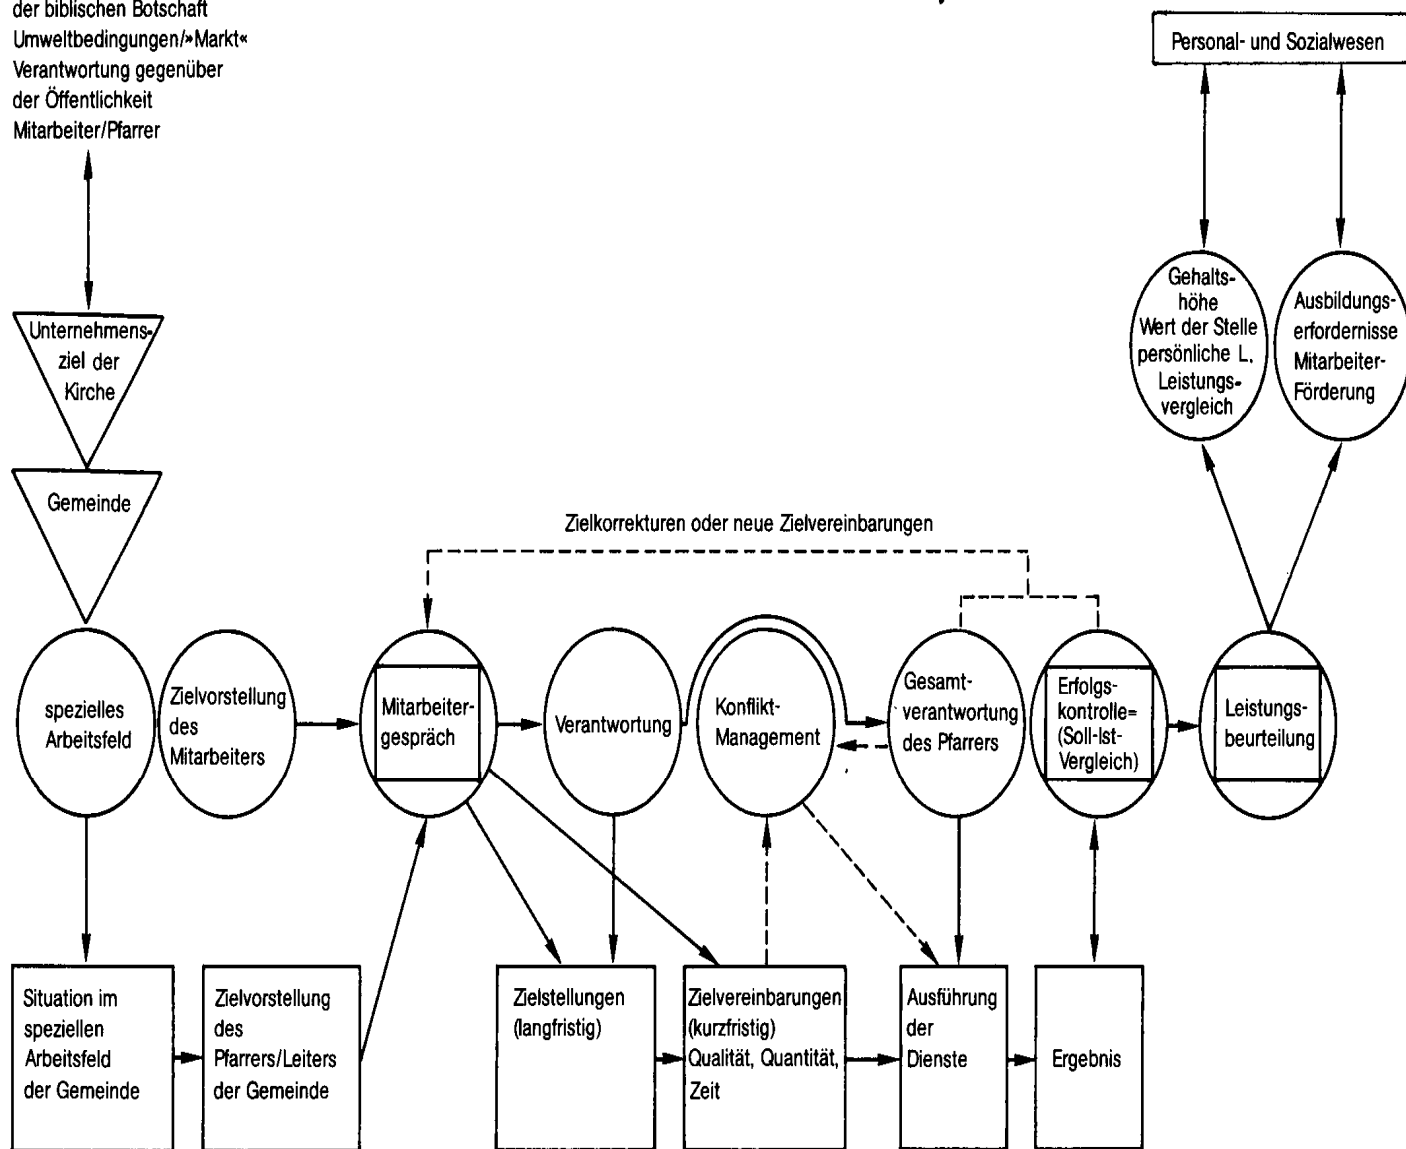 der biblischen Botschaft
Umweltbedingungen/»Markt«
Verantwortung gegenüber
der Öffentlichkeit
Mitarbeiter/Pfarrer
Personal- und Sozialwesen
Unternehmens-
ziel der
Kirche
Gemeinde
Gehalts-
höhe
Wert der Stelle
persönliche L.
Leistungs-
vergleich
Ausbildungs-
erfordernisse
Mitarbeiter-
Förderung
Zielkorrekturen oder neue Zielvereinbarungen
spezielles
Arbeitsfeld
Zielvorstellung
des
Mitarbeiters
Mitarbeiter-
gespräch
Verantwortung
Konflikt-
Management
Gesamt-
verantwortung
des Pfarrers
Erfolgs-
kontrolle=
(Soll-Ist-
Vergleich)
Leistungs-
beurteilung
Situation im
speziellen
Arbeitsfeld
der Gemeinde
Zielvorstellung
des
Pfarrers/Leiters
der Gemeinde
Zielstellungen
(langfristig)
Zielvereinbarungen
(kurzfristig)
Qualität, Quantität,
Zeit
Ausführung
der
Dienste
Ergebnis